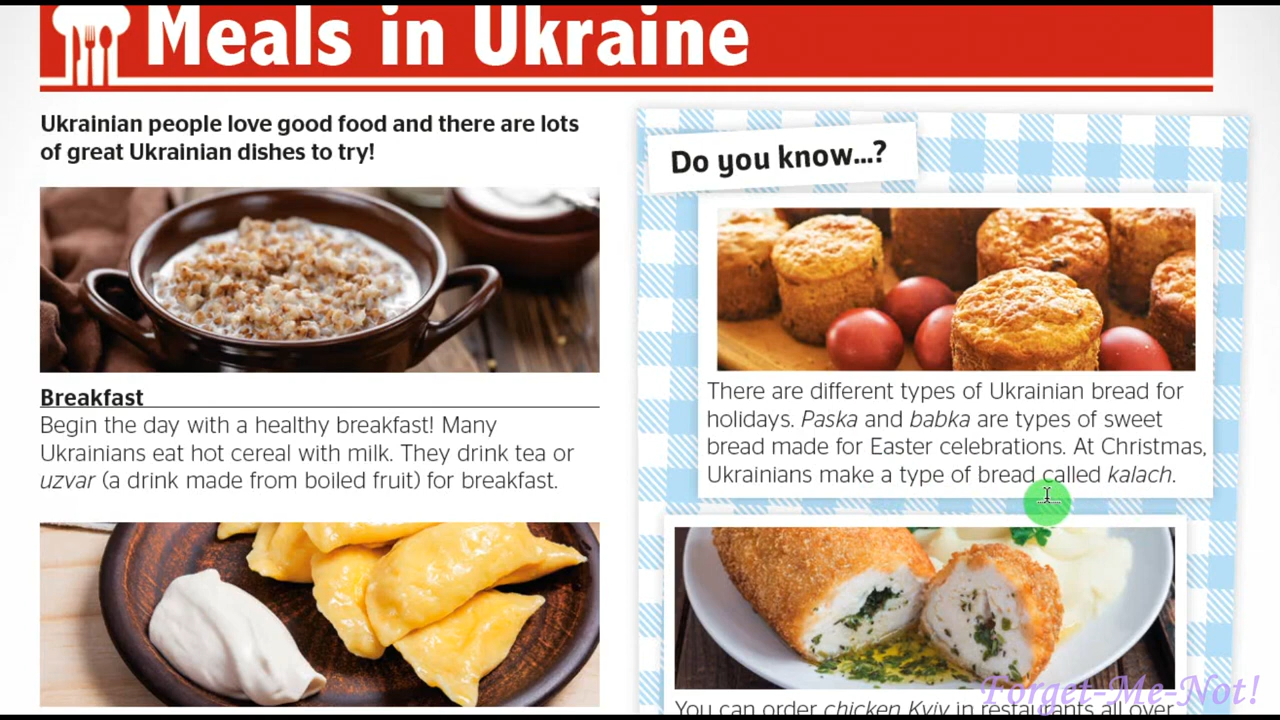 Meals in Ukraine
Ukrainian people love good food and there are lots
of great Ukrainian dishes to try!
Breakfast
Begin the day with a healthy breakfast! Many
Ukrainians eat hot cereal with milk. They drink tea or
uzvar (a drink made from boiled fruit) for breakfast.
Do you know...?
There are different types of Ukrainian bread for
holidays. Paska and babka are types of sweet
bread made for Easter celebrations. At Christmas,
Ukrainians make a type of bread called kalach.
You can order chicken Kyiv in restaurants all over
Forget-Me-Not!